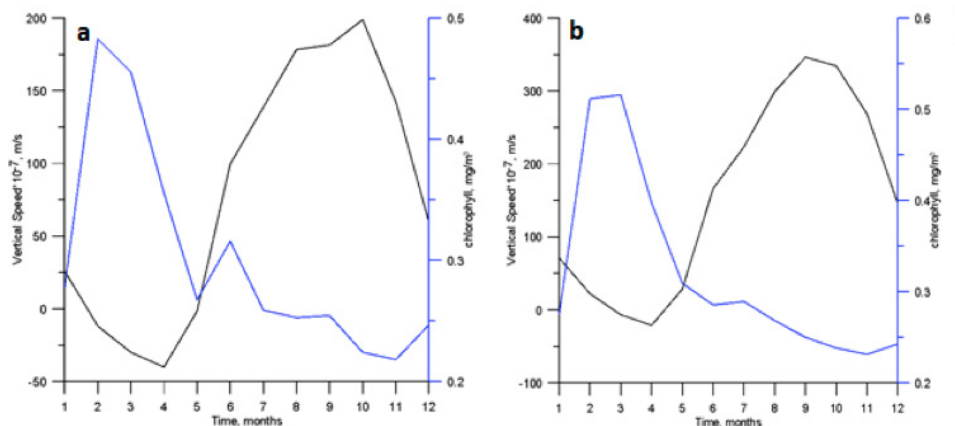 a
200
150
100
50
0
-50
Vertical Speed*10⁻⁷, m/s
0.5
0.4
0.3
0.2
chlorophyll, mg/m³
1 2 3 4 5 6 7 8 9 10 11 12
Time, months
b
400
300
200
100
0
-100
Vertical Speed*10⁻⁷, m/s
0.6
0.5
0.4
0.3
0.2
chlorophyll, mg/m³
1 2 3 4 5 6 7 8 9 10 11 12
Time, months